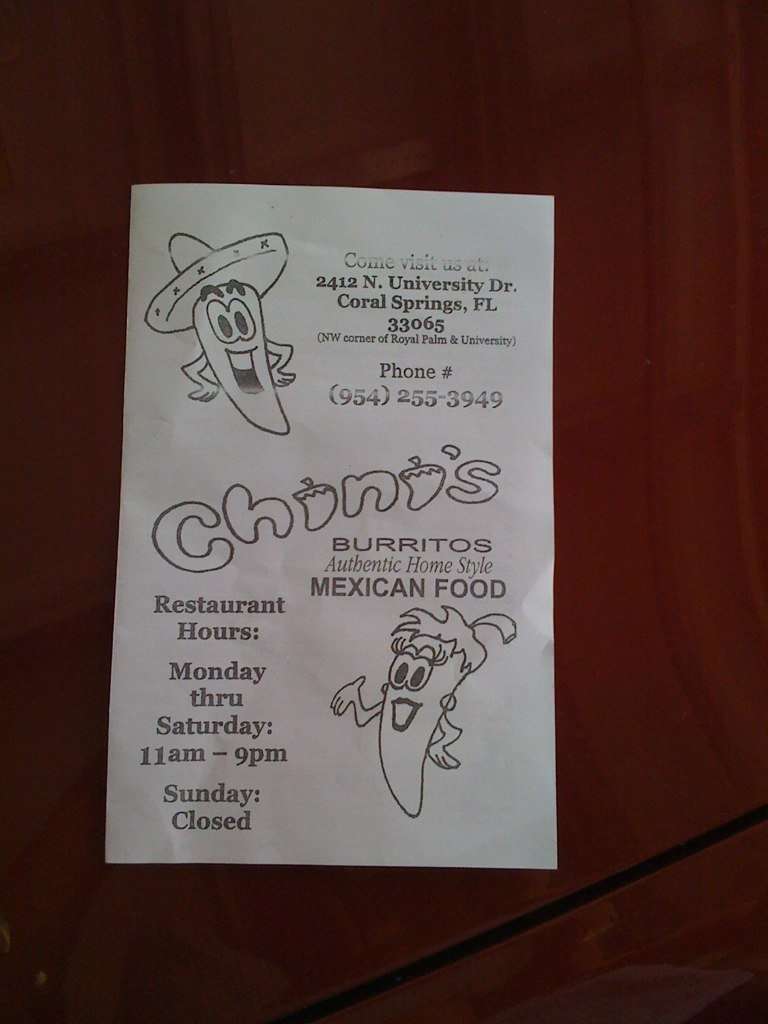 Come visit us at:
2412 N. University Dr.
Coral Springs, FL
33065
(NW corner of Royal Palm & University)
Phone #
(954) 255-3949
Chini's
BURRITOS
Authentic Home Style
MEXICAN FOOD
Restaurant
Hours:
Monday
thru
Saturday:
11am – 9pm
Sunday:
Closed